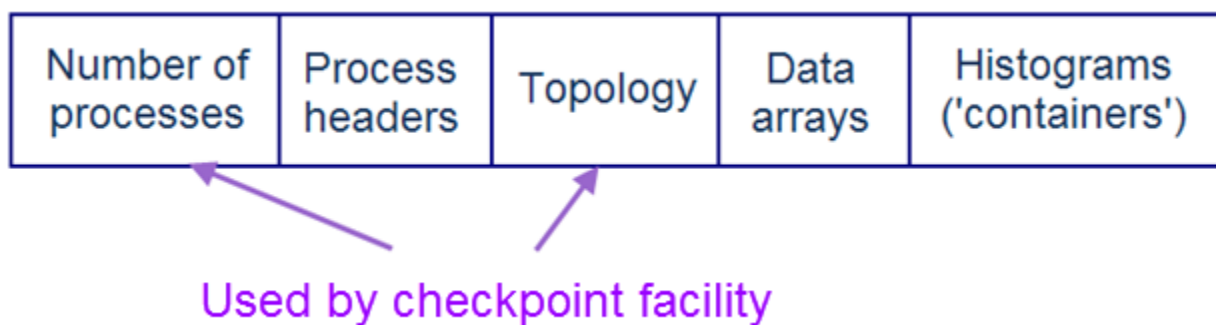 Number of
processes
Process
headers
Topology
Data
arrays
Histograms
('containers')
Used by checkpoint facility